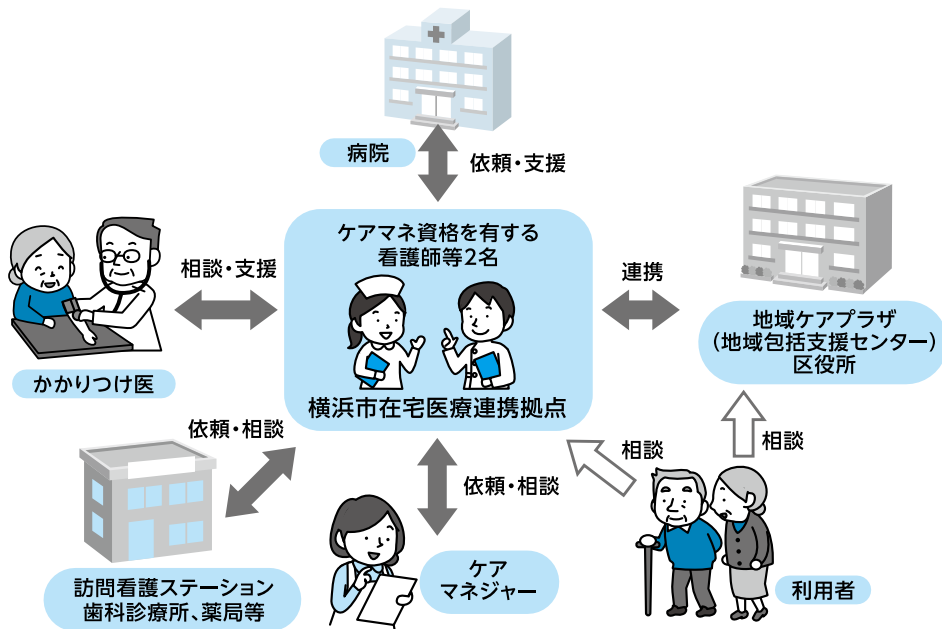 病院
依頼・支援
ケアマネ資格を有する
看護師等2名
横浜市在宅医療連携拠点
相談・支援
かかりつけ医
連携
地域ケアプラザ
(地域包括支援センター)
区役所
依頼・相談
訪問看護ステーション
歯科診療所、薬局等
依頼・相談
ケア
マネジャー
相談
相談
利用者